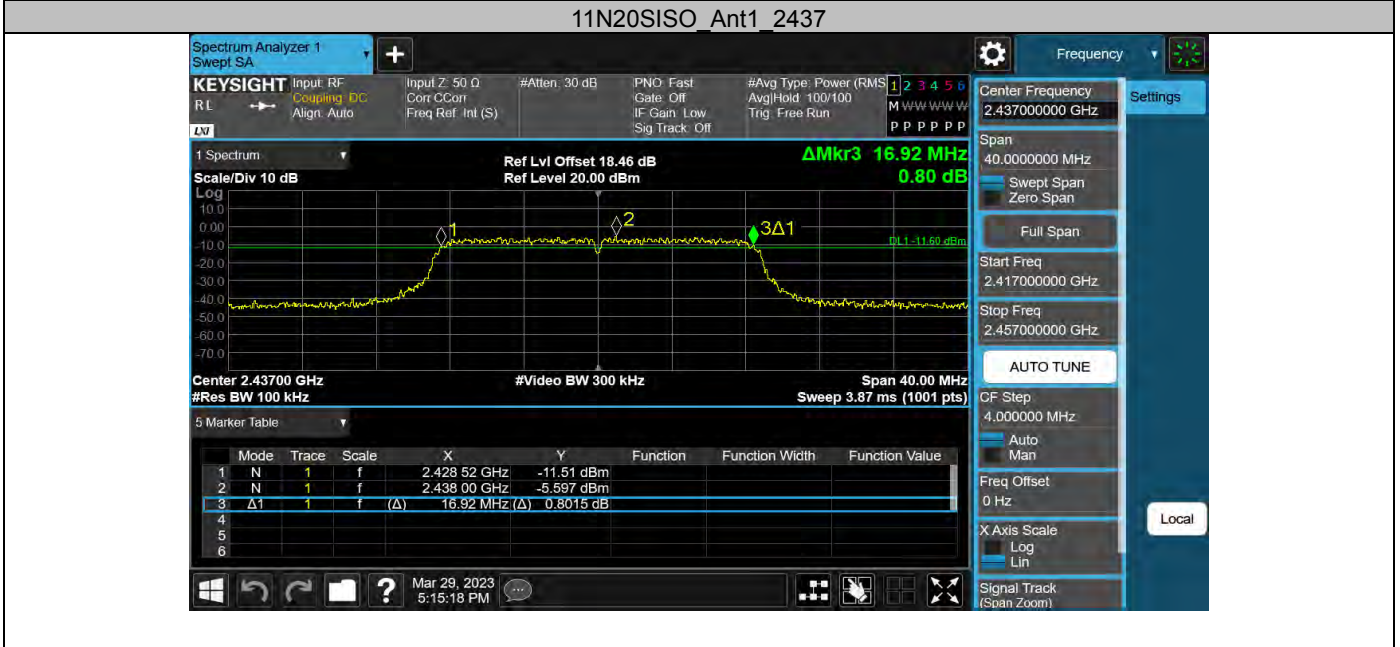 11N20SISO_Ant1_2437
Spectrum Analyzer 1
Swept SA
+
Frequency
KEYSIGHT
RL
LXI
Input: RF
Coupling: DC
Align: Auto
Input Z: 50 Ω
Corr CCorr
Freq Ref: Int (S)
#Atten: 30 dB
PNO: Fast
Gate: Off
IF Gain: Low
Sig Track: Off
#Avg Type: Power (RMS
Avg|Hold: 100/100
Trig: Free Run
1 2 3 4 5 6
M W W W W W
P P P P P P
1 Spectrum
Scale/Div 10 dB
Ref Lvl Offset 18.46 dB
Ref Level 20.00 dBm
ΔMkr3 16.92 MHz
0.80 dB
Log
10.0
0.00
-10.0
-20.0
-30.0
-40.0
-50.0
-60.0
-70.0
1
2
3Δ1
DL1 -11.60 dBm
Center 2.43700 GHz
#Res BW 100 kHz
#Video BW 300 kHz
Span 40.00 MHz
Sweep 3.87 ms (1001 pts)
5 Marker Table
Mode Trace Scale X Y Function Function Width Function Value
1 N 1 f 2.428 52 GHz -11.51 dBm
2 N 1 f 2.438 00 GHz -5.597 dBm
3 Δ1 1 f (Δ) 16.92 MHz (Δ) 0.8015 dB
4
5
6
Center Frequency
2.437000000 GHz
Span
40.0000000 MHz
Swept Span
Zero Span
Full Span
Start Freq
2.417000000 GHz
Stop Freq
2.457000000 GHz
AUTO TUNE
CF Step
4.000000 MHz
Auto
Man
Freq Offset
0 Hz
X Axis Scale
Log
Lin
Signal Track
(Span Zoom)
Settings
Local
?
Mar 29, 2023
5:15:18 PM